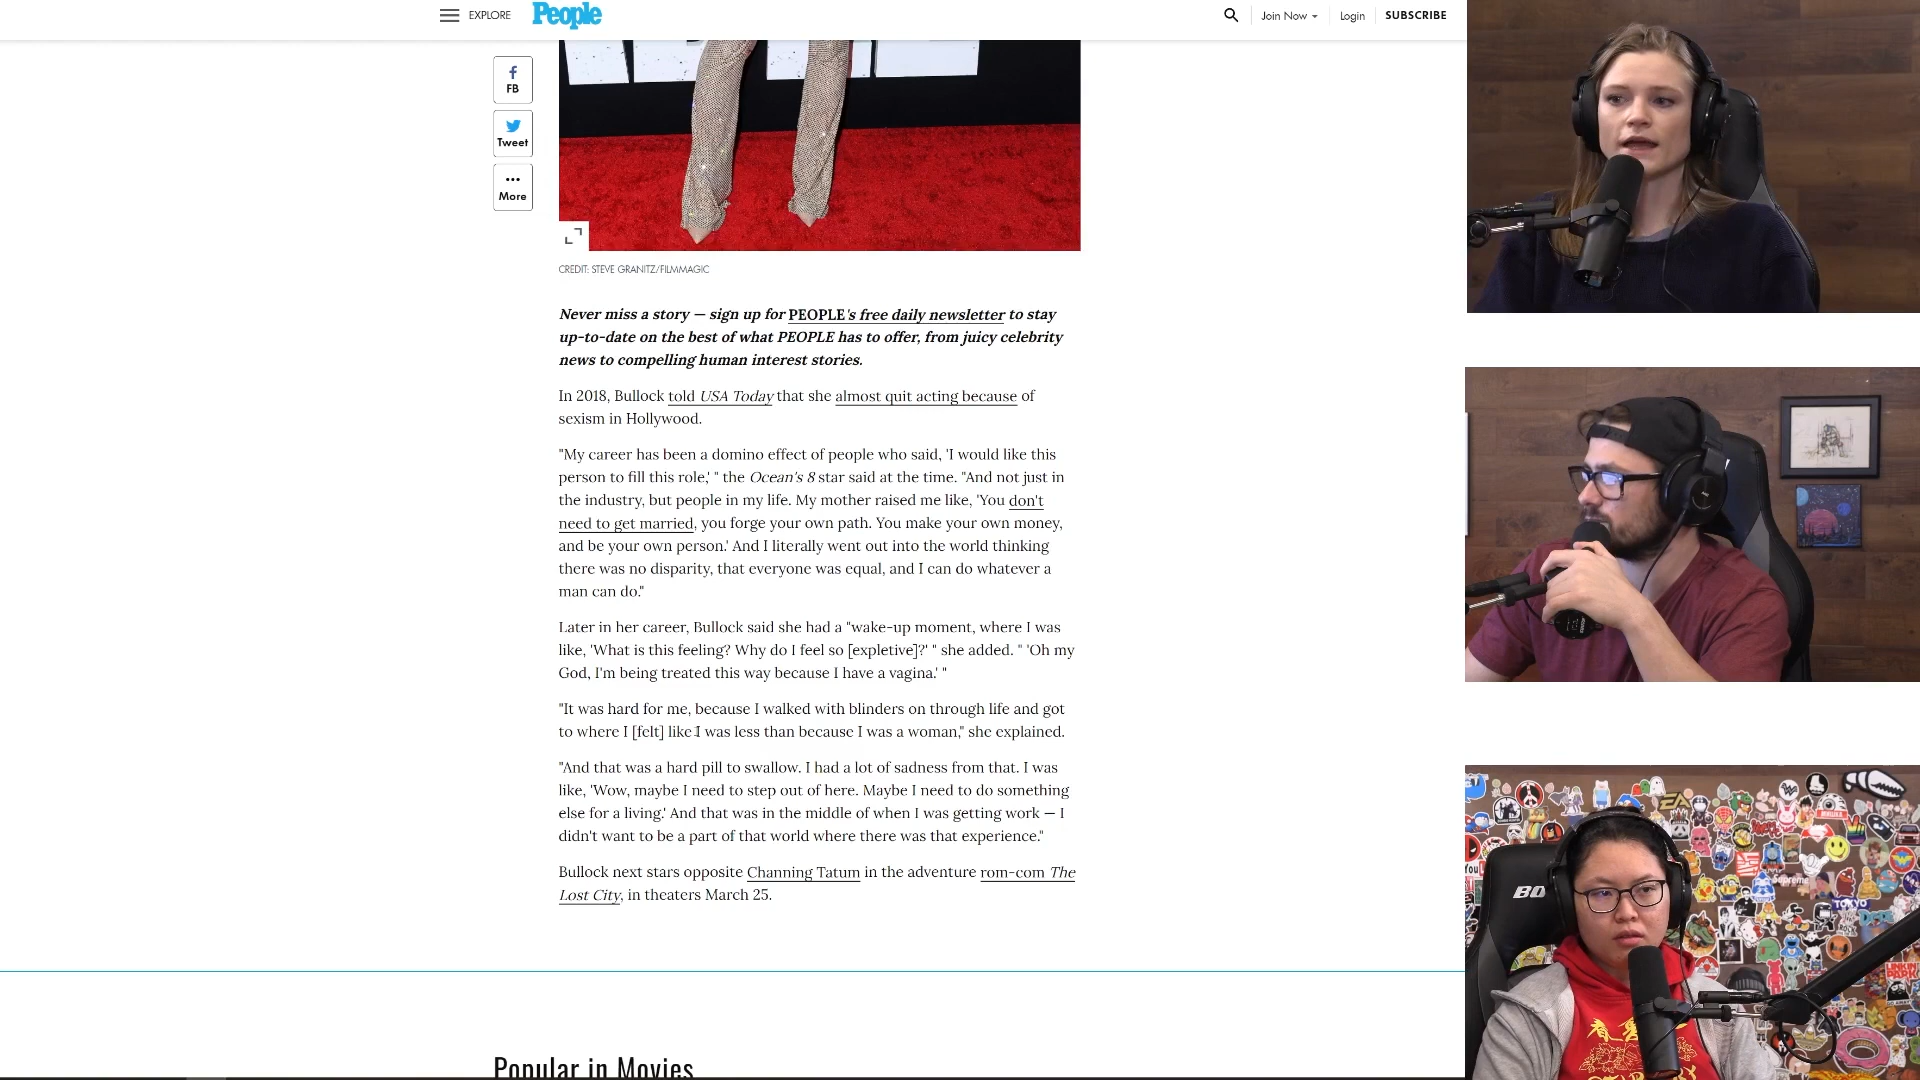 EXPLORE
People
Join Now
Login
SUBSCRIBE
FB
Tweet
More
CREDIT: STEVE GRANITZ/FILMMAGIC
Never miss a story — sign up for PEOPLE's free daily newsletter to stay
up-to-date on the best of what PEOPLE has to offer, from juicy celebrity
news to compelling human interest stories.
In 2018, Bullock told USA Today that she almost quit acting because of
sexism in Hollywood.
"My career has been a domino effect of people who said, 'I would like this
person to fill this role,' " the Ocean's 8 star said at the time. "And not just in
the industry, but people in my life. My mother raised me like, 'You don't
need to get married, you forge your own path. You make your own money,
and be your own person.' And I literally went out into the world thinking
there was no disparity, that everyone was equal, and I can do whatever a
man can do."
Later in her career, Bullock said she had a "wake-up moment, where I was
like, 'What is this feeling? Why do I feel so [expletive]?' " she added. " 'Oh my
God, I'm being treated this way because I have a vagina.' "
"It was hard for me, because I walked with blinders on through life and got
to where I [felt] like I was less than because I was a woman," she explained.
"And that was a hard pill to swallow. I had a lot of sadness from that. I was
like, 'Wow, maybe I need to step out of here. Maybe I need to do something
else for a living.' And that was in the middle of when I was getting work — I
didn't want to be a part of that world where there was that experience."
Bullock next stars opposite Channing Tatum in the adventure rom-com The
Lost City, in theaters March 25.
Popular in Movies
EA
Supreme
TOKYO
LINKIN
PARK
You
BO